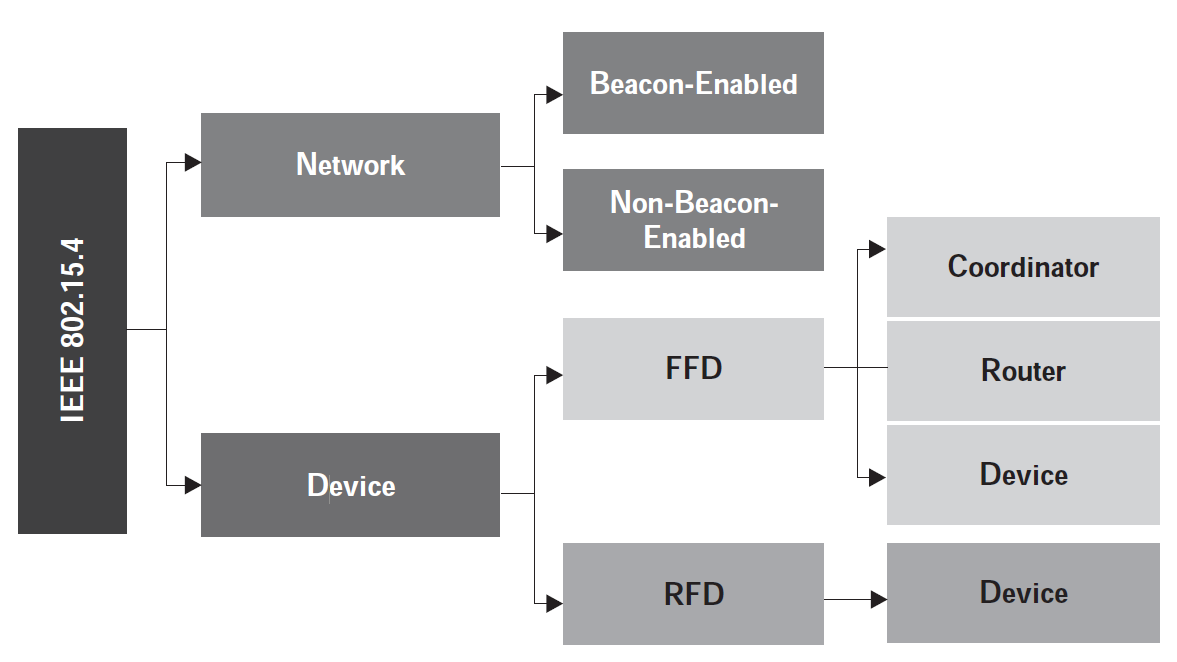 IEEE 802.15.4
Network
Beacon-Enabled
Non-Beacon-
Enabled
Device
FFD
Coordinator
Router
Device
RFD
Device